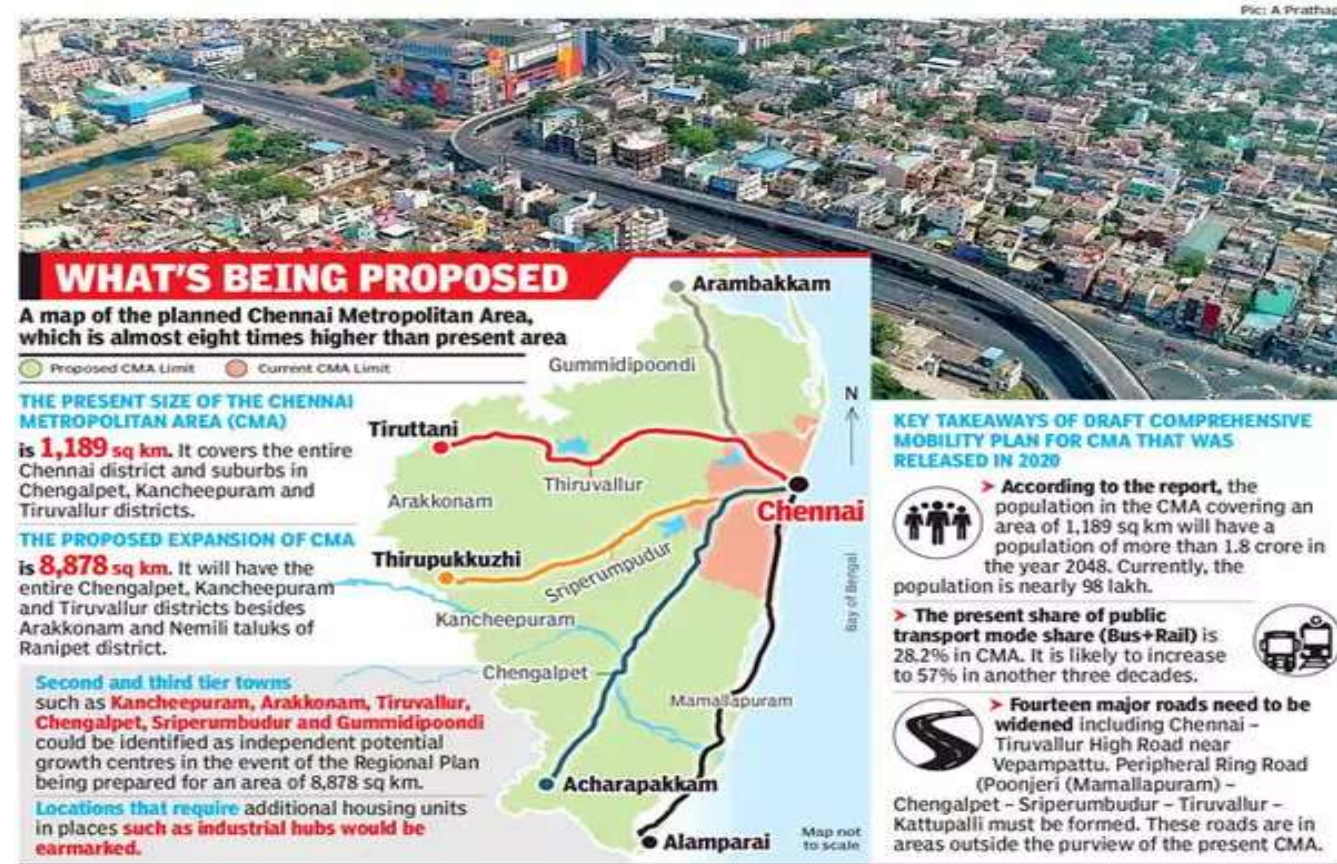 Pic: A Prathap
WHAT'S BEING PROPOSED
A map of the planned Chennai Metropolitan Area,
which is almost eight times higher than present area
Proposed CMA Limit
Current CMA Limit
THE PRESENT SIZE OF THE CHENNAI
METROPOLITAN AREA (CMA)
is 1,189 sq km. It covers the entire
Chennai district and suburbs in
Chengalpet, Kancheepuram and
Tiruvallur districts.
THE PROPOSED EXPANSION OF CMA
is 8,878 sq km. It will have the
entire Chengalpet, Kancheepuram
and Tiruvallur districts besides
Arakkonam and Nemili taluks of
Ranipet district.
Second and third tier towns
such as Kancheepuram, Arakkonam, Tiruvallur,
Chengalpet, Sriperumbudur and Gummidipoondi
could be identified as independent potential
growth centres in the event of the Regional Plan
being prepared for an area of 8,878 sq km.
Locations that require additional housing units
in places such as industrial hubs would be
earmarked.
Arambakkam
Gummidipoondi
N
Tiruttani
Thiruvallur
Arakkonam
Chennai
Thirupukkuzhi
Sriperumpudur
Bay of Bengal
Kancheepuram
Chengalpet
Mamallapuram
Acharapakkam
Alamparai
Map not
to scale
KEY TAKEAWAYS OF DRAFT COMPREHENSIVE
MOBILITY PLAN FOR CMA THAT WAS
RELEASED IN 2020
➤ According to the report, the
population in the CMA covering an
area of 1,189 sq km will have a
population of more than 1.8 crore in
the year 2048. Currently, the
population is nearly 98 lakh.
➤ The present share of public
transport mode share (Bus+Rail) is
28.2% in CMA. It is likely to increase
to 57% in another three decades.
➤ Fourteen major roads need to be
widened including Chennai –
Tiruvallur High Road near
Vepampattu. Peripheral Ring Road
(Poonjeri (Mamallapuram) –
Chengalpet – Sriperumbudur – Tiruvallur –
Kattupalli must be formed. These roads are in
areas outside the purview of the present CMA.